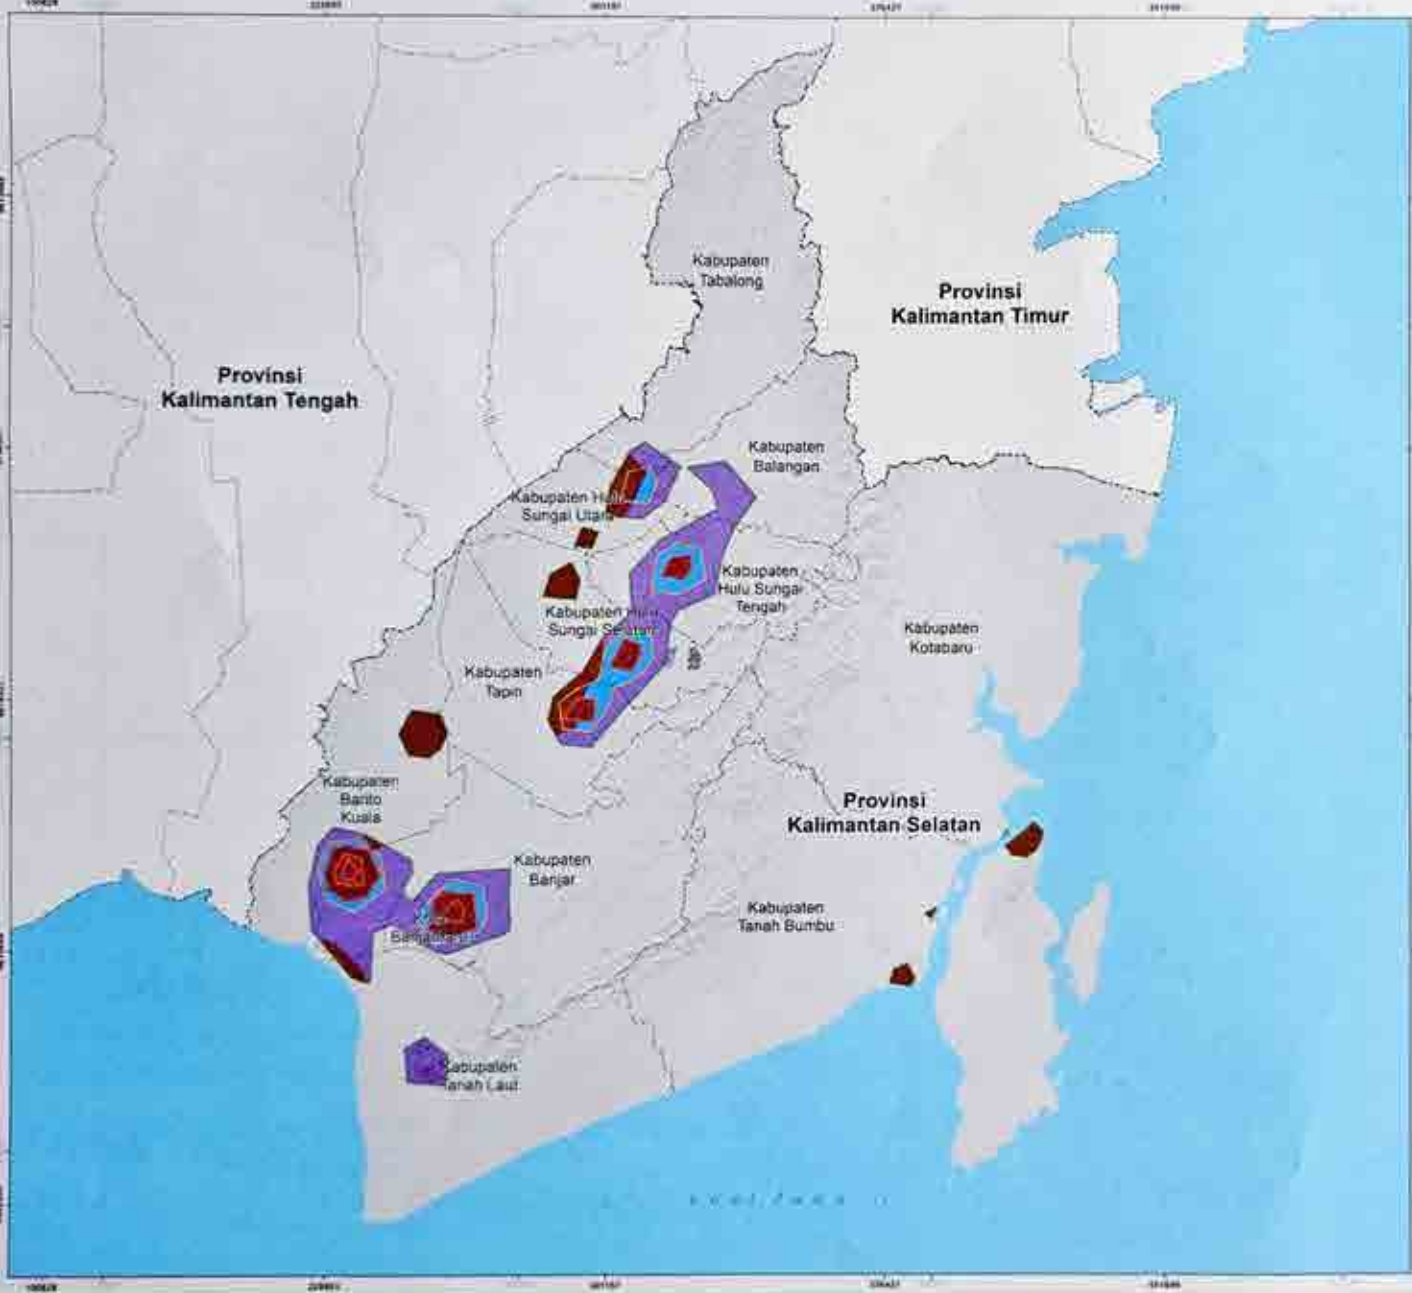 Kabupaten
Tabalong
Provinsi
Kalimantan Timur
Provinsi
Kalimantan Tengah
Kabupaten
Balangan
Kabupaten Hulu
Sungai Utara
Kabupaten
Hulu Sungai
Tengah
Kabupaten Hulu
Sungai Selatan
Kabupaten
Kotabaru
Kabupaten
Tapin
Kabupaten
Barito
Kuala
Provinsi
Kalimantan Selatan
Kabupaten
Banjar
Kabupaten
Tanah Bumbu
Kabupaten
Tanah Laut